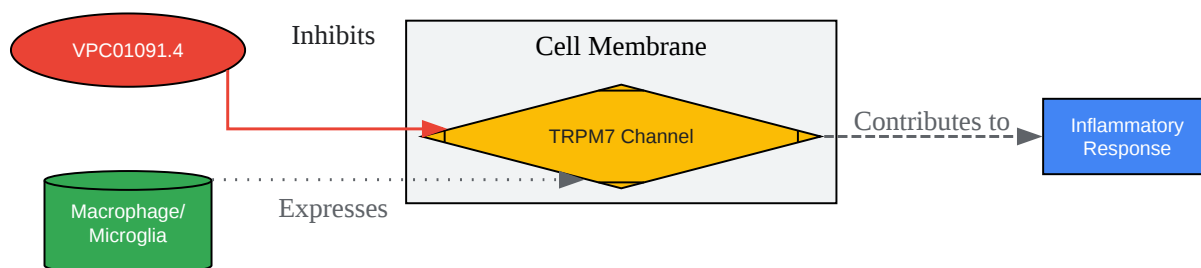 VPC01091.4
Inhibits
Cell Membrane
TRPM7 Channel
Contributes to
Inflammatory
Response
Expresses
Macrophage/
Microglia